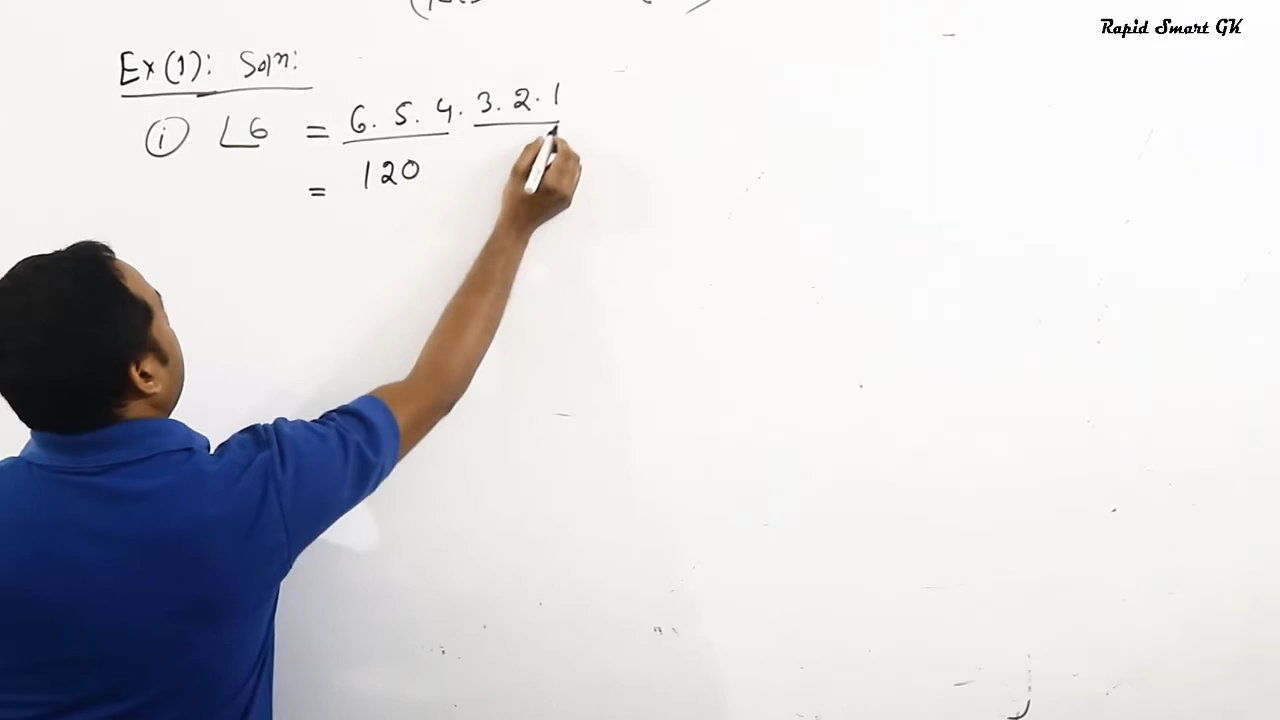 Rapid Smart GK
Ex(1): Soln:
(i) ⌊6 = 6. 5. 4. 3. 2. 1
= 120